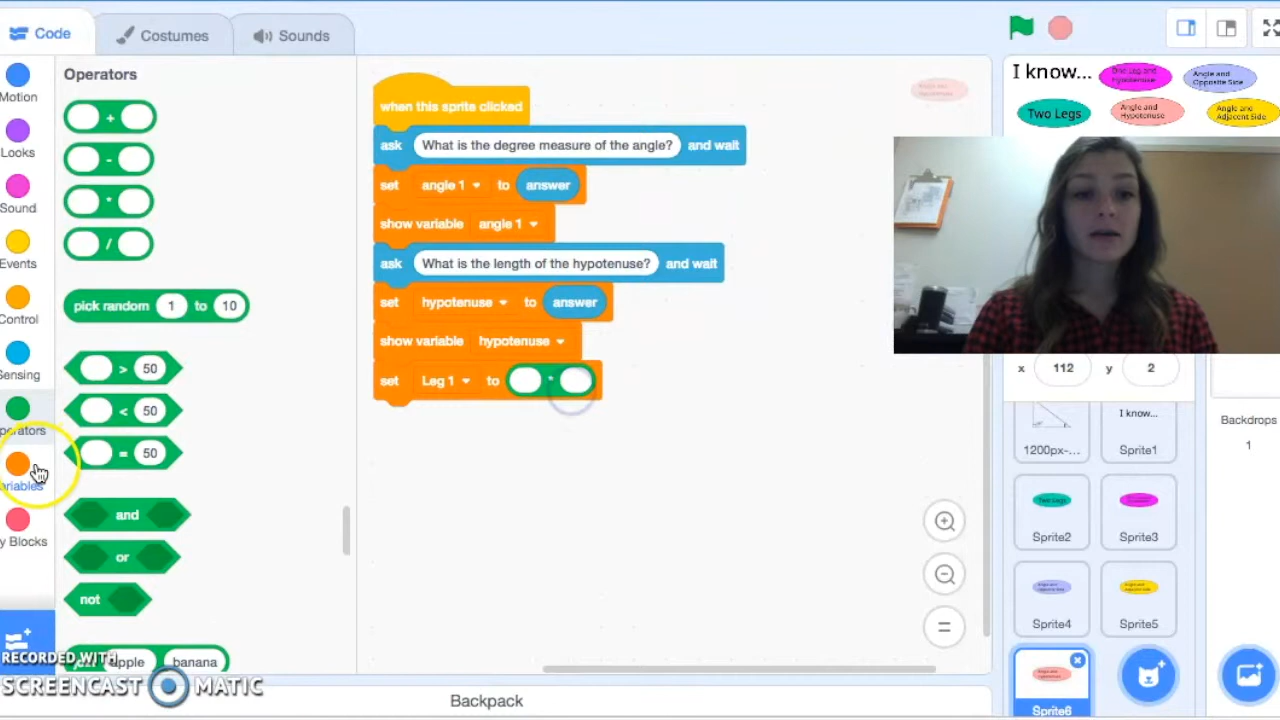 Code
Costumes
Sounds
Motion
Looks
Sound
Events
Control
Sensing
perators
ariables
y Blocks
Operators
+
-
*
/
pick random 1 to 10
> 50
< 50
= 50
and
or
not
apple banana
when this sprite clicked
ask What is the degree measure of the angle? and wait
set angle 1 to answer
show variable angle 1
ask What is the length of the hypotenuse? and wait
set hypotenuse to answer
show variable hypotenuse
set Leg 1 to *
I know...
One Leg and
Hypotenuse
Angle and
Opposite Side
Two Legs
Angle and
Hypotenuse
Angle and
Adjacent Side
x 112 y 2
1200px-...
I know...
Sprite1
Two Legs
Sprite2
Sprite3
Sprite4
Sprite5
Sprite6
Backdrops
1
Backpack
RECORDED WITH
SCREENCAST MATIC